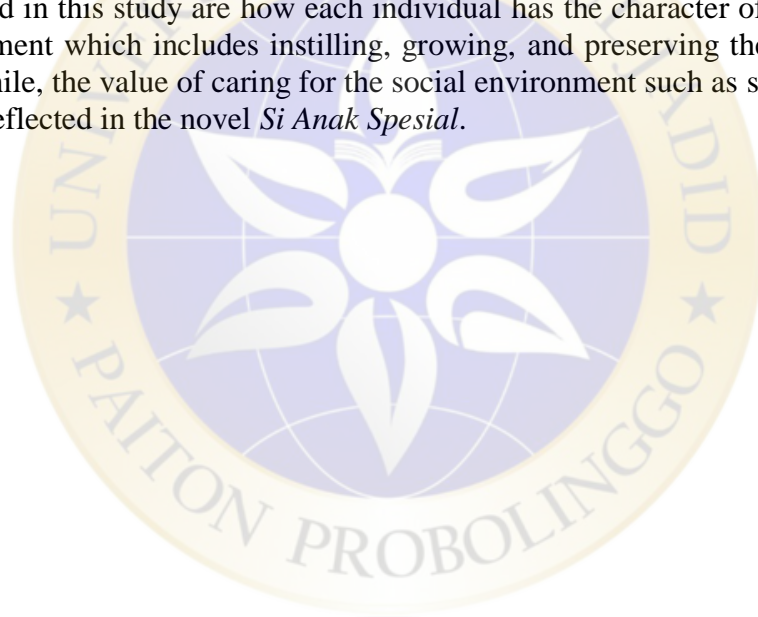 d in this study are how each individual has the character of
ment which includes instilling, growing, and preserving the
ile, the value of caring for the social environment such as s
eflected in the novel Si Anak Spesial.
PAITON PROBOLINGGO